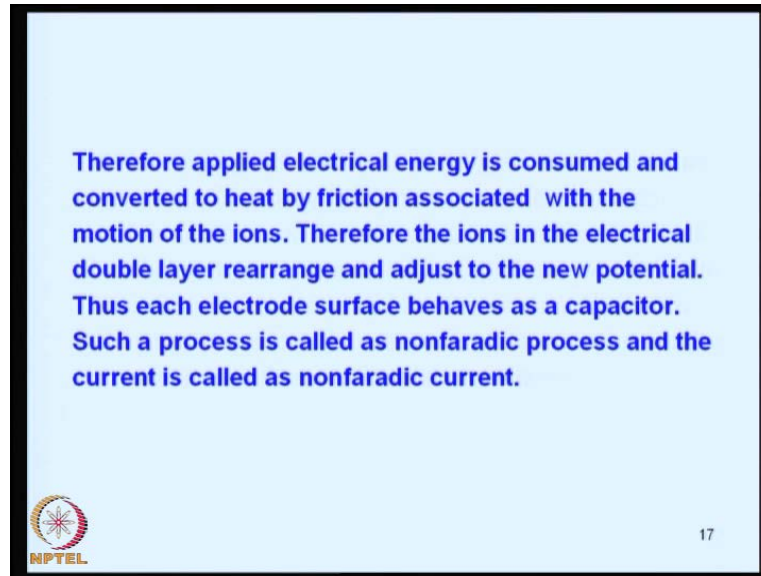 Therefore applied electrical energy is consumed and
converted to heat by friction associated with the
motion of the ions. Therefore the ions in the electrical
double layer rearrange and adjust to the new potential.
Thus each electrode surface behaves as a capacitor.
Such a process is called as nonfaradic process and the
current is called as nonfaradic current.
17
NPTEL